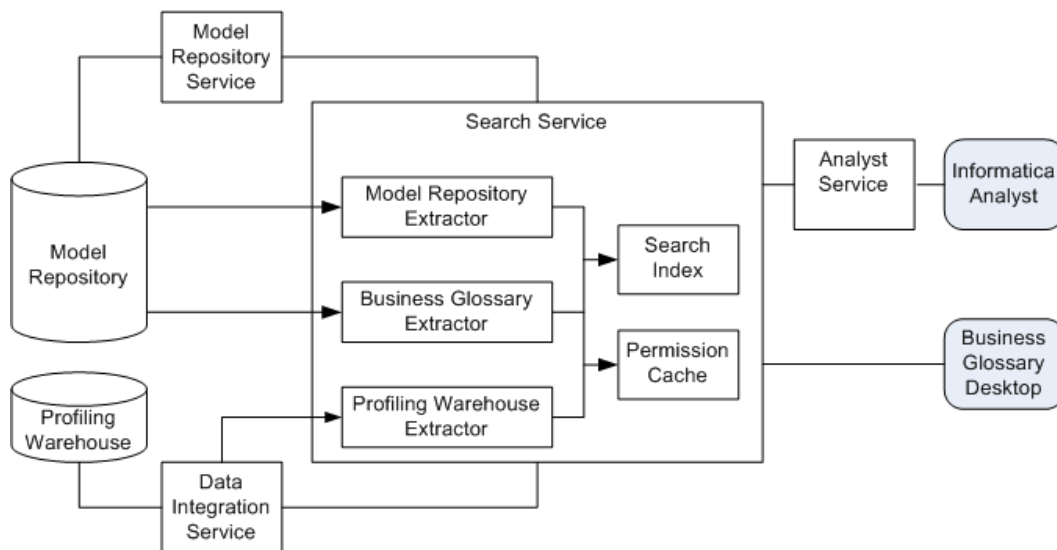 Model
Repository
Service
Search Service
Model
Repository
Model Repository
Extractor
Business Glossary
Extractor
Profiling Warehouse
Extractor
Search
Index
Permission
Cache
Analyst
Service
Informatica
Analyst
Business
Glossary
Desktop
Profiling
Warehouse
Data
Integration
Service